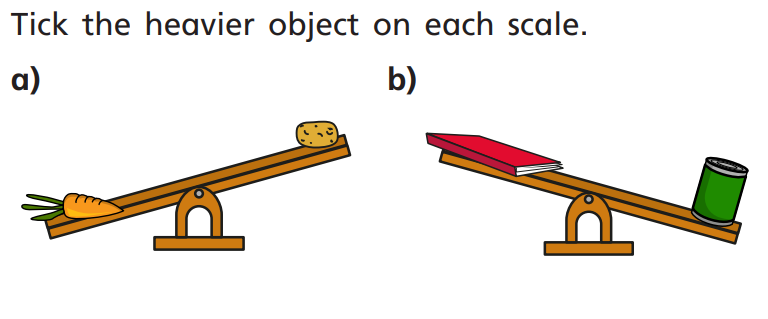 Tick the heavier object on each scale.
a) b)